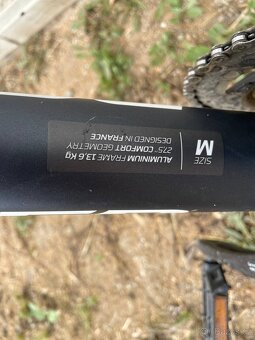 SIZE
M
ALUMINIUM FRAME 13,6 Kg
27,5" COMFORT GEOMETRY
DESIGNED IN FRANCE